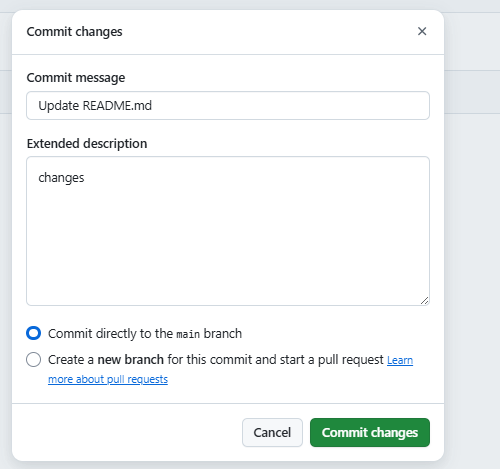 Commit changes
Commit message
Update README.md
Extended description
changes
Commit directly to the main branch
Create a new branch for this commit and start a pull request Learn
more about pull requests
Cancel
Commit changes